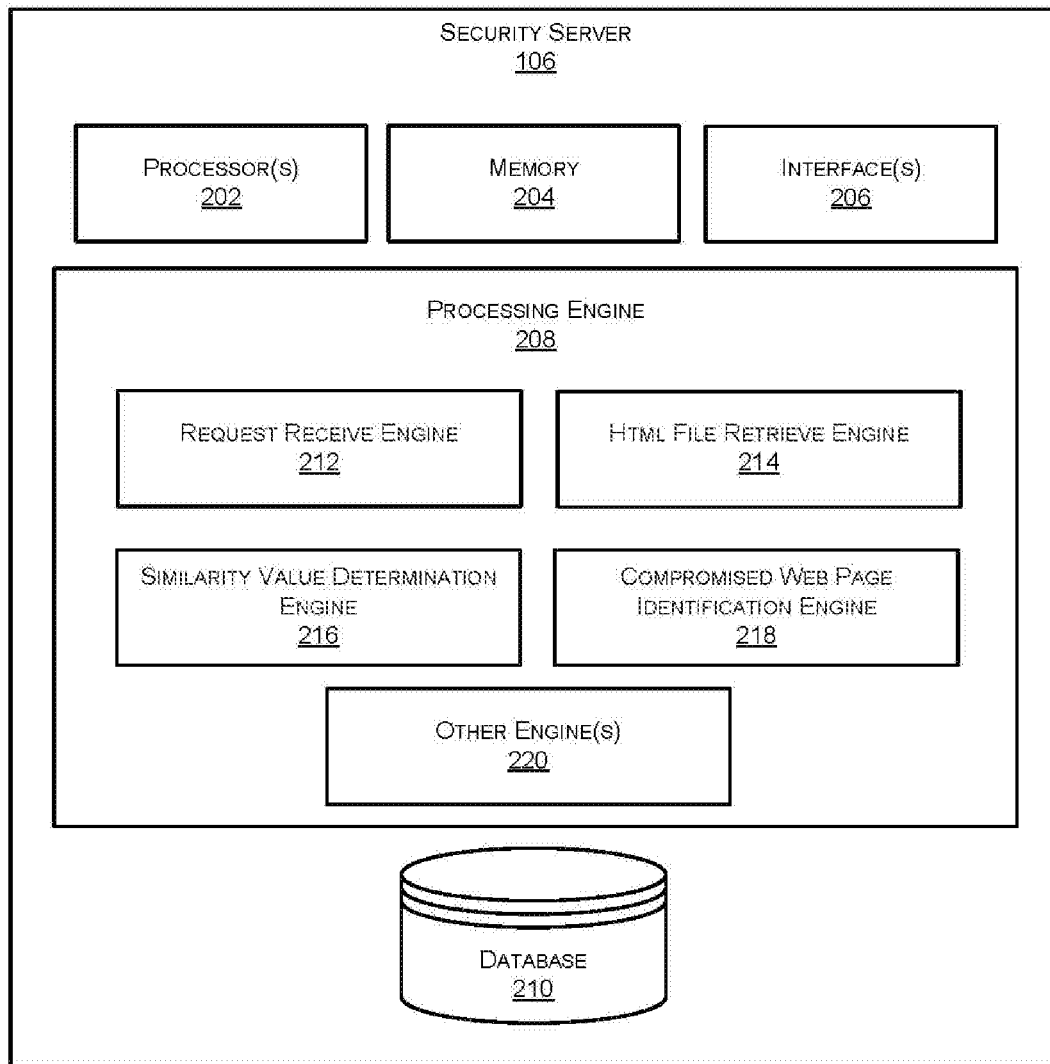 SECURITY SERVER
106
PROCESSOR(S)
202
MEMORY
204
INTERFACE(S)
206
PROCESSING ENGINE
208
REQUEST RECEIVE ENGINE
212
HTML FILE RETRIEVE ENGINE
214
SIMILARITY VALUE DETERMINATION
ENGINE
216
COMPROMISED WEB PAGE
IDENTIFICATION ENGINE
218
OTHER ENGINE(S)
220
DATABASE
210